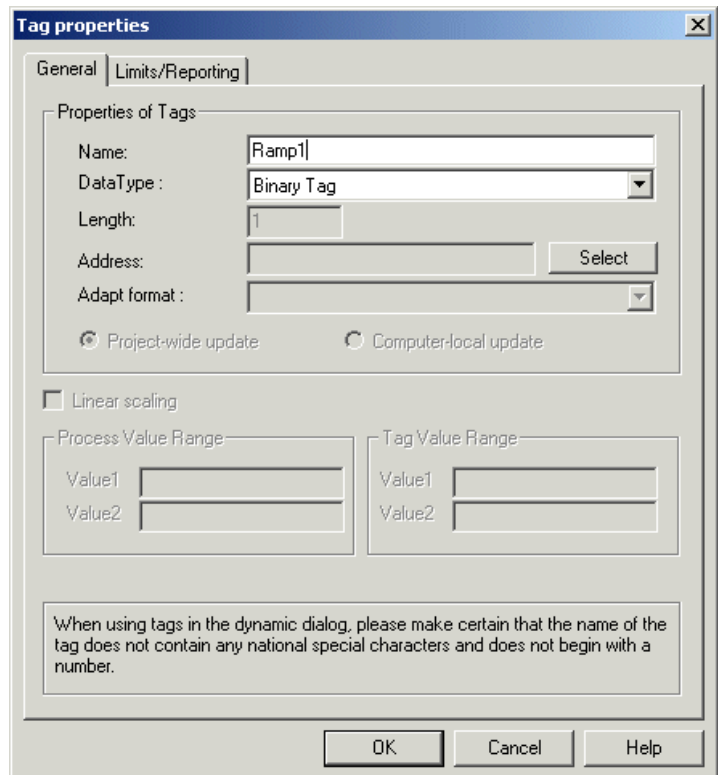 Tag properties
General
Limits/Reporting
Properties of Tags
Name:
Ramp1
DataType :
Binary Tag
Length:
1
Address:
Select
Adapt format :
Project-wide update
Computer-local update
Linear scaling
Process Value Range
Value1
Value2
Tag Value Range
Value1
Value2
When using tags in the dynamic dialog, please make certain that the name of the
tag does not contain any national special characters and does not begin with a
number.
OK
Cancel
Help